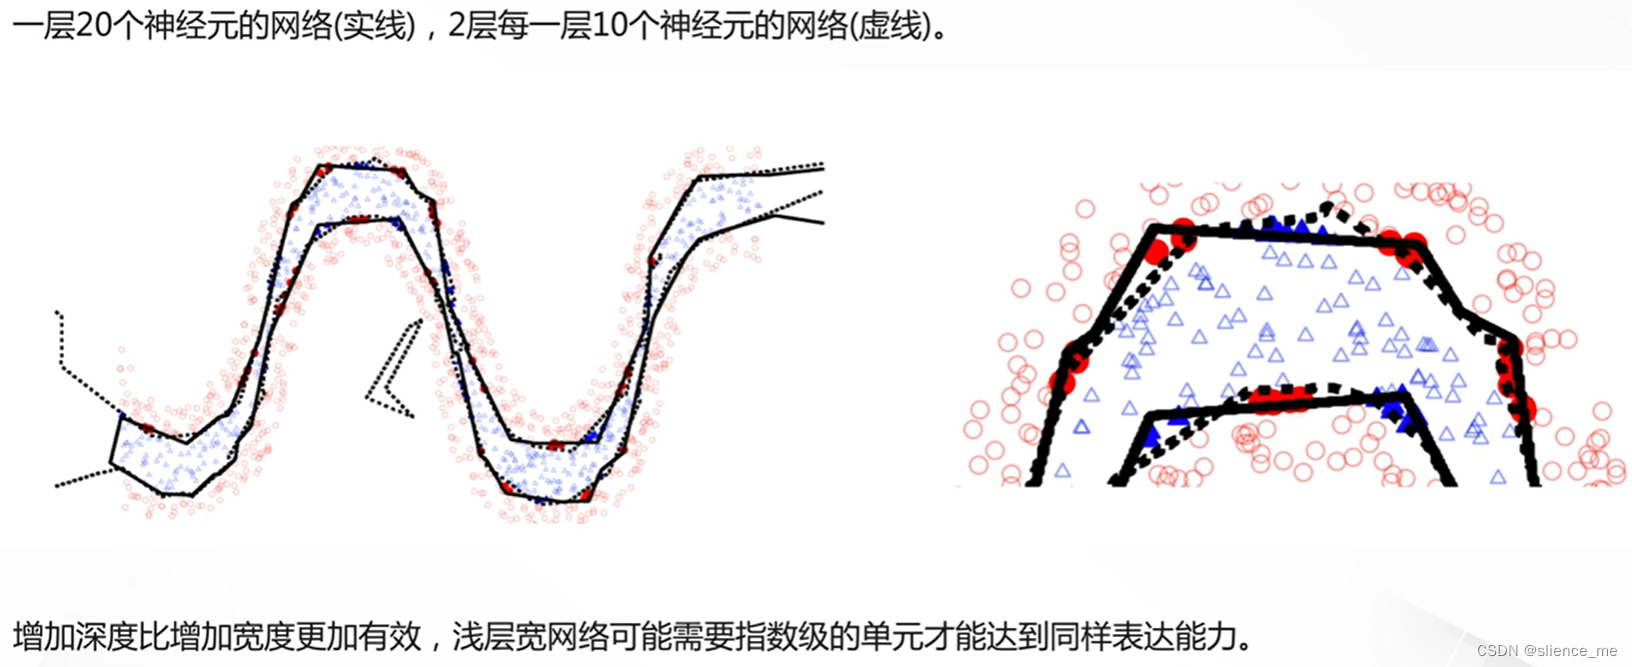 一层20个神经元的网络(实线)，2层每一层10个神经元的网络(虚线)。
增加深度比增加宽度更加有效，浅层宽网络可能需要指数级的单元才能达到同样表达能力。
CSDN @slience_me